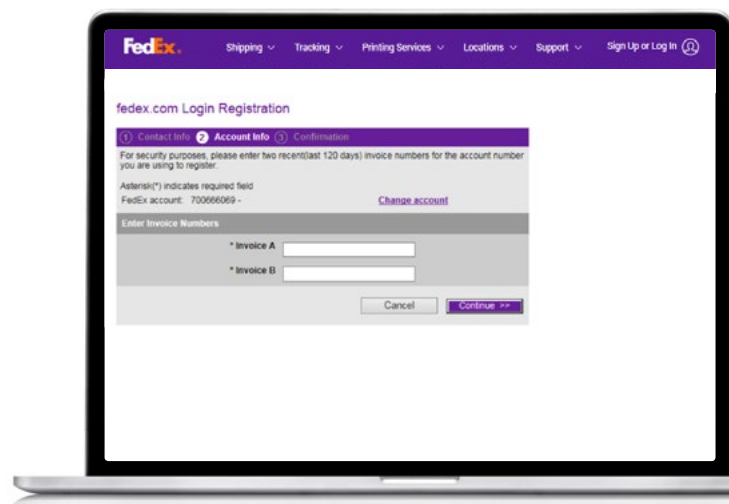 FedEx. Shipping Tracking Printing Services Locations Support Sign Up or Log In
fedex.com Login Registration
1 Contact Info 2 Account Info 3 Confirmation
For security purposes, please enter two recent(last 120 days) invoice numbers for the account number
you are using to register.
Asterisk(*) indicates required field
FedEx account: 700666069 - Change account
Enter Invoice Numbers
* Invoice A
* Invoice B
Cancel Continue >>